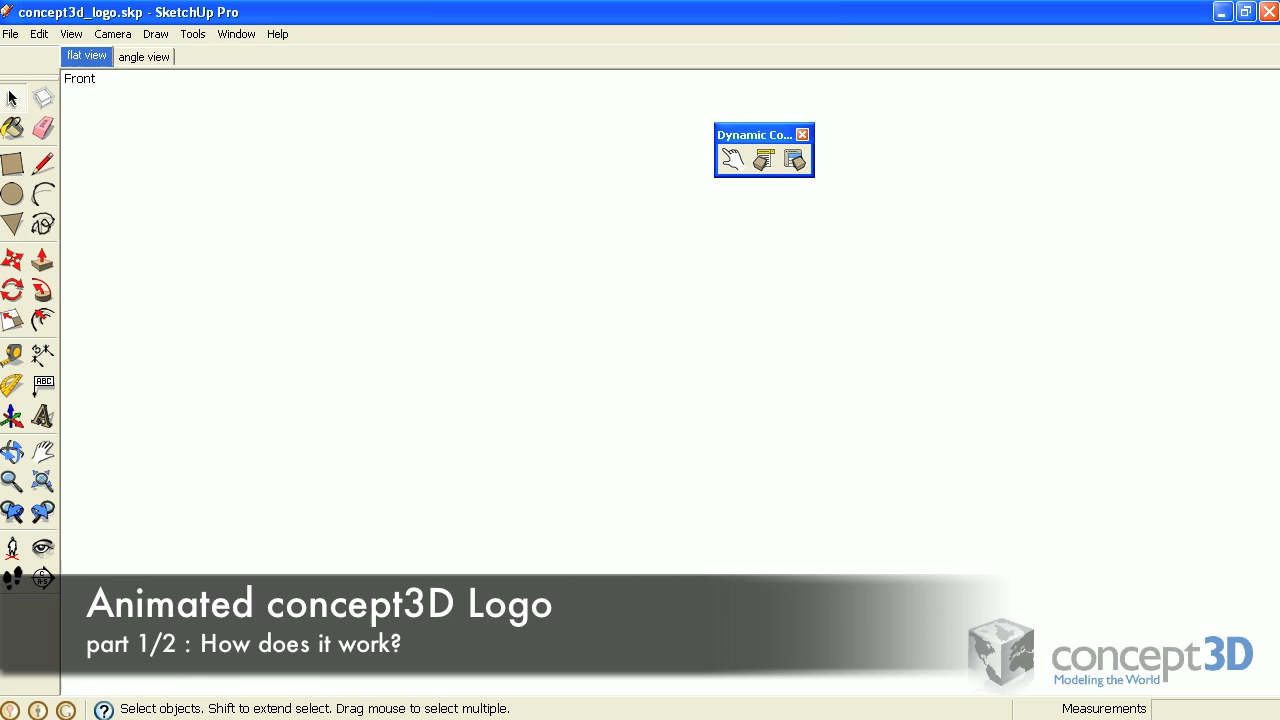 concept3d_logo.skp - SketchUp Pro
File Edit View Camera Draw Tools Window Help
flat view angle view
Front
Dynamic Co...
ABC
Animated concept3D Logo
part 1/2 : How does it work?
concept3D
Modeling the World
Select objects. Shift to extend select. Drag mouse to select multiple.
Measurements